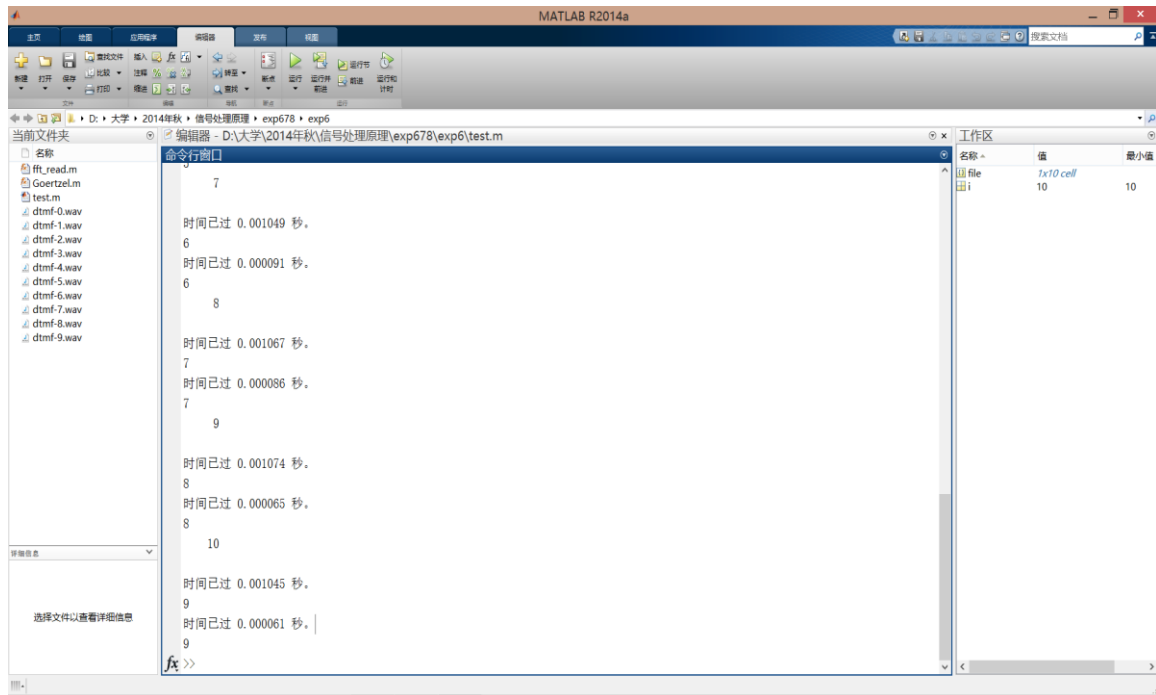 MATLAB R2014a
主页 绘图 应用程序 编辑器 发布 视图
搜索文档
新建 打开 保存 查找文件 比较 打印
插入 fx 注释 缩进
转至 查找
断点
运行 运行并前进 运行节 前进 运行和计时
文件 编辑 导航 断点 运行
D: 大学 2014年秋 信号处理原理 exp678 exp6
当前文件夹
名称
fft_read.m
Goertzel.m
test.m
dtmf-0.wav
dtmf-1.wav
dtmf-2.wav
dtmf-3.wav
dtmf-4.wav
dtmf-5.wav
dtmf-6.wav
dtmf-7.wav
dtmf-8.wav
dtmf-9.wav
详细信息
选择文件以查看详细信息
编辑器 - D:\大学\2014年秋\信号处理原理\exp678\exp6\test.m
命令行窗口
7
时间已过 0.001049 秒。
6
时间已过 0.000091 秒。
6
8
时间已过 0.001067 秒。
7
时间已过 0.000086 秒。
7
9
时间已过 0.001074 秒。
8
时间已过 0.000065 秒。
8
10
时间已过 0.001045 秒。
9
时间已过 0.000061 秒。
9
fx >>
工作区
名称 值 最小值
file 1x10 cell
i 10 10